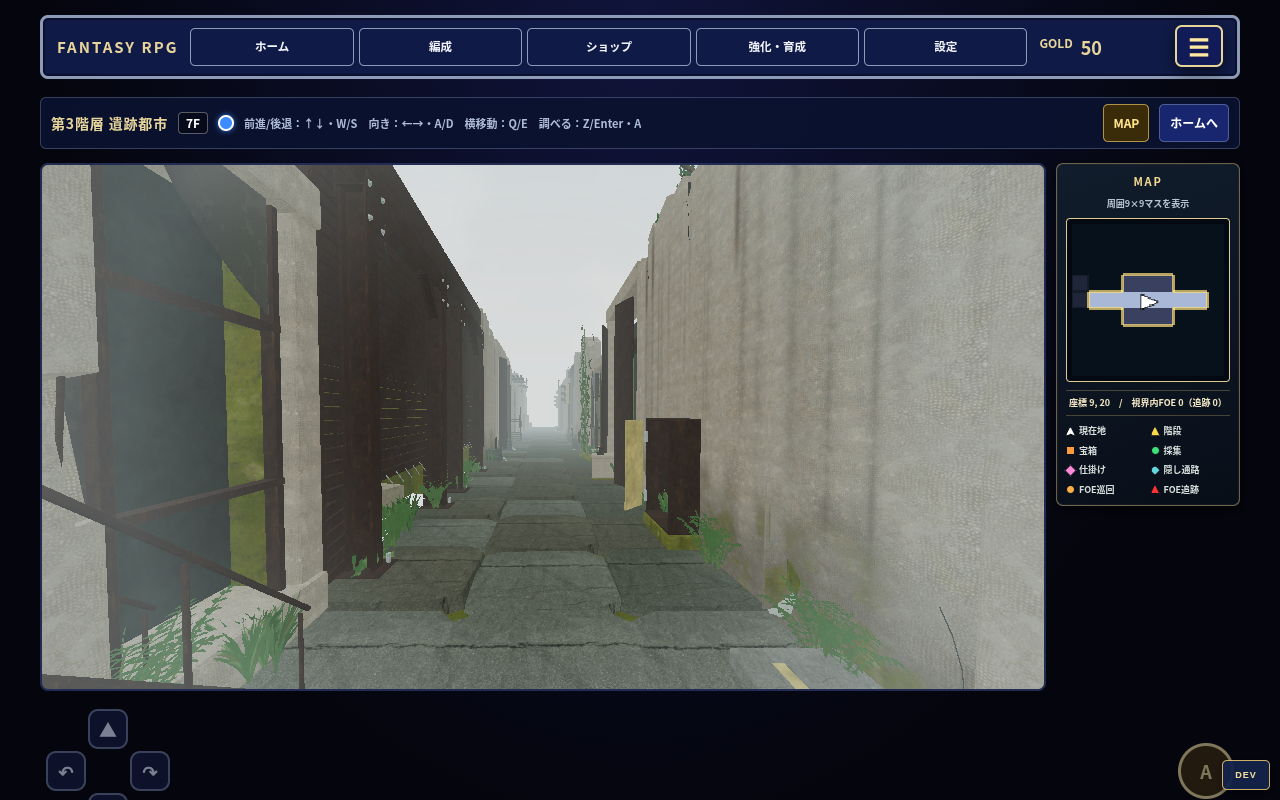 FANTASY RPG
ホーム
編成
ショップ
強化・育成
設定
GOLD 50
第3階層 遺跡都市
7F
前進/後退：↑↓・W/S 向き：←→・A/D 横移動：Q/E 調べる：Z/Enter・A
MAP
ホームへ
MAP
周囲9×9マスを表示
座標 9, 20 / 視界内FOE 0（追跡 0）
現在地
階段
宝箱
採集
仕掛け
隠し通路
FOE巡回
FOE追跡
A
DEV